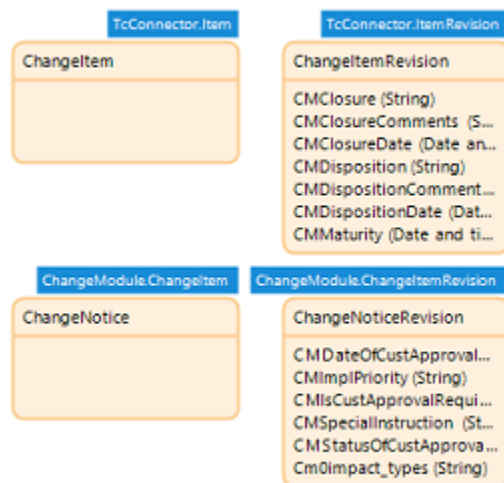 TcConnector.Item
ChangeItem
TcConnector.ItemRevision
ChangeItemRevision
CMClosure (String)
CMClosureComments (S...
CMClosureDate (Date an...
CMDisposition (String)
CMDispositionComment...
CMDispositionDate (Dat...
CMMaturity (Date and ti...
ChangeModule.ChangeItem
ChangeNotice
ChangeModule.ChangeItemRevision
ChangeNoticeRevision
CMDateOfCustApproval...
CMImplPriority (String)
CMIsCustApprovalRequi...
CMSpecialInstruction (St...
CMStatusOfCustApprova...
Cm0impact_types (String)